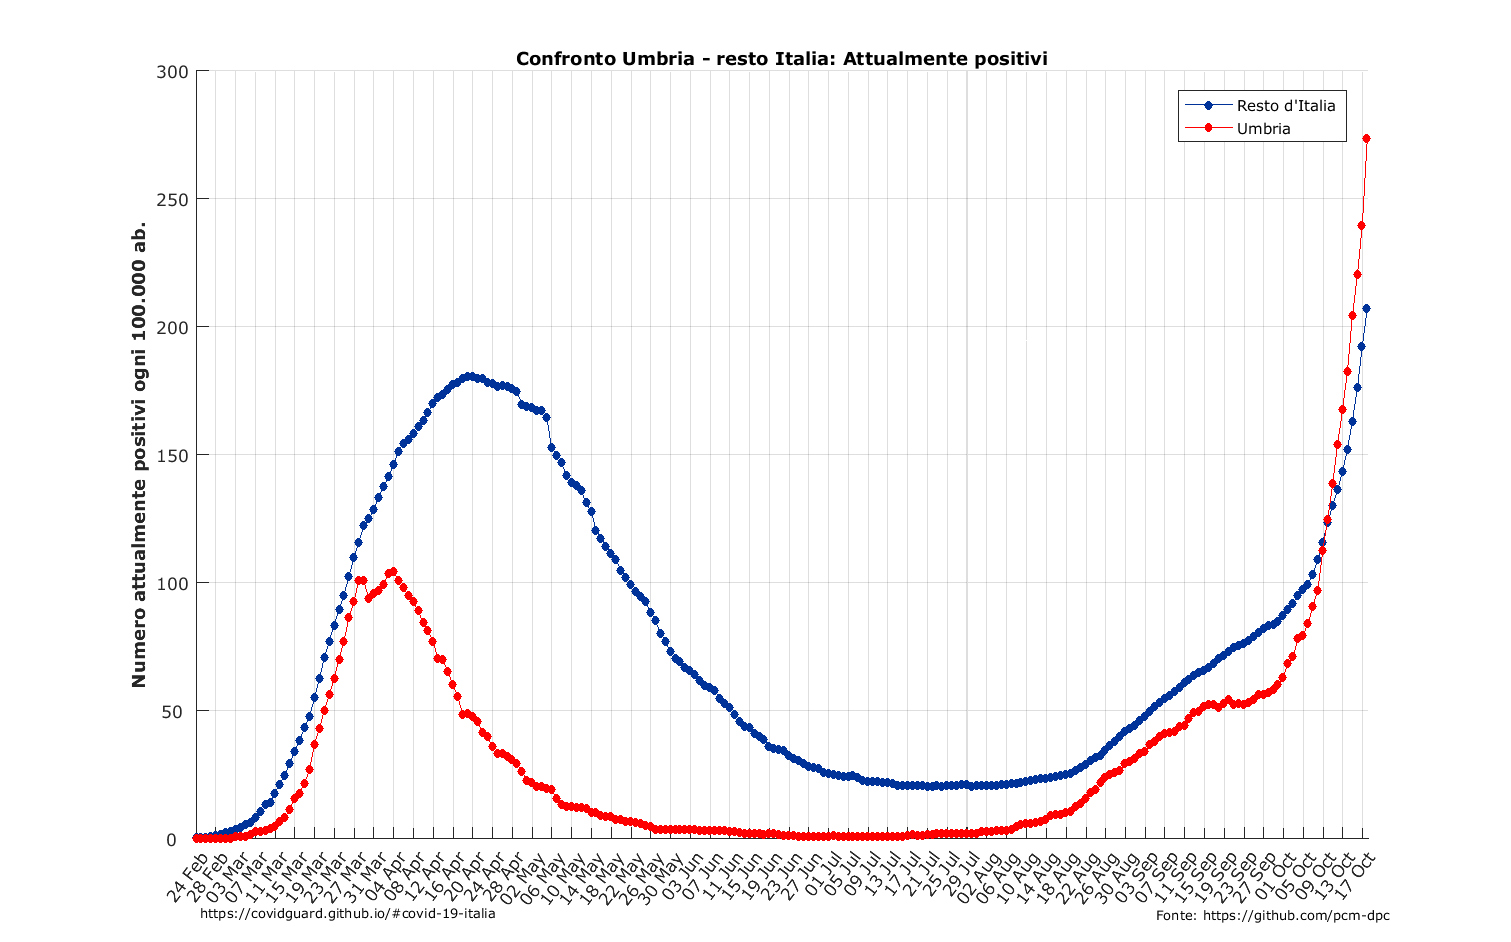 Confronto Umbria - resto Italia: Attualmente positivi
300
250
200
150
100
50
0
Numero attualmente positivi ogni 100.000 ab.
Resto d'Italia
Umbria
24 Feb
28 Feb
03 Mar
07 Mar
11 Mar
15 Mar
19 Mar
23 Mar
27 Mar
31 Mar
04 Apr
08 Apr
12 Apr
16 Apr
20 Apr
24 Apr
28 Apr
02 May
06 May
10 May
14 May
18 May
22 May
26 May
30 May
03 Jun
07 Jun
11 Jun
15 Jun
19 Jun
23 Jun
27 Jun
01 Jul
05 Jul
09 Jul
13 Jul
17 Jul
21 Jul
25 Jul
29 Jul
02 Aug
06 Aug
10 Aug
14 Aug
18 Aug
22 Aug
26 Aug
30 Aug
03 Sep
07 Sep
11 Sep
15 Sep
19 Sep
23 Sep
27 Sep
01 Oct
05 Oct
09 Oct
13 Oct
17 Oct
https://covidguard.github.io/#covid-19-italia
Fonte: https://github.com/pcm-dpc